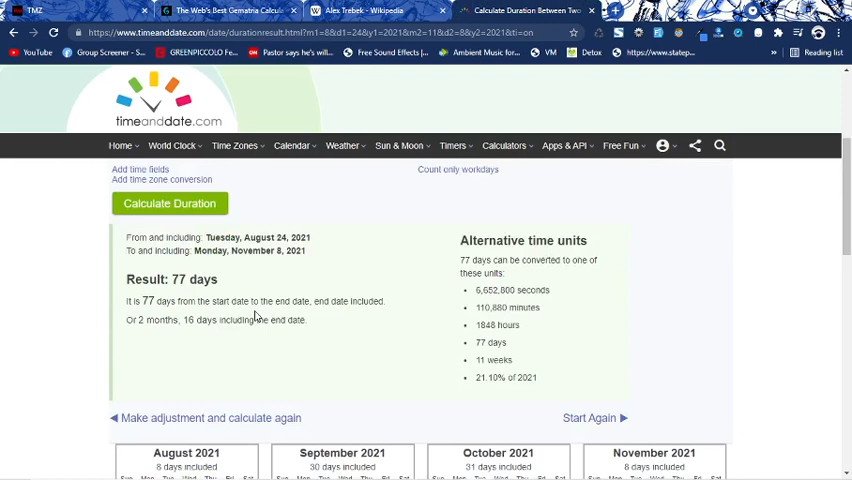 TMZ
The Web's Best Gematria Calcula
Alex Trebek - Wikipedia
Calculate Duration Between Two
https://www.timeanddate.com/date/durationresult.html?m1=8&d1=24&y1=2021&m2=11&d2=8&y2=2021&ti=on
YouTube
Group Screener - S...
GREENPICCOLO F...
Pastor says he's will...
Free Sound Effects |...
VM
Ambient Music for...
Detox
https://www.statep...
Reading list
timeanddate.com
Home
World Clock
Time Zones
Calendar
Weather
Sun & Moon
Timers
Calculators
Apps & API
Free Fun
Add time fields
Count only workdays
Add time zone conversion
Calculate Duration
From and including: Tuesday, August 24, 2021
To and including: Monday, November 8, 2021
Result: 77 days
It is 77 days from the start date to the end date, end date included.
Or 2 months, 16 days including the end date.
Alternative time units
77 days can be converted to one of
these units:
6,652,800 seconds
110,880 minutes
1848 hours
77 days
11 weeks
21.10% of 2021
Make adjustment and calculate again
Start Again
August 2021
8 days included
September 2021
30 days included
October 2021
31 days included
November 2021
8 days included